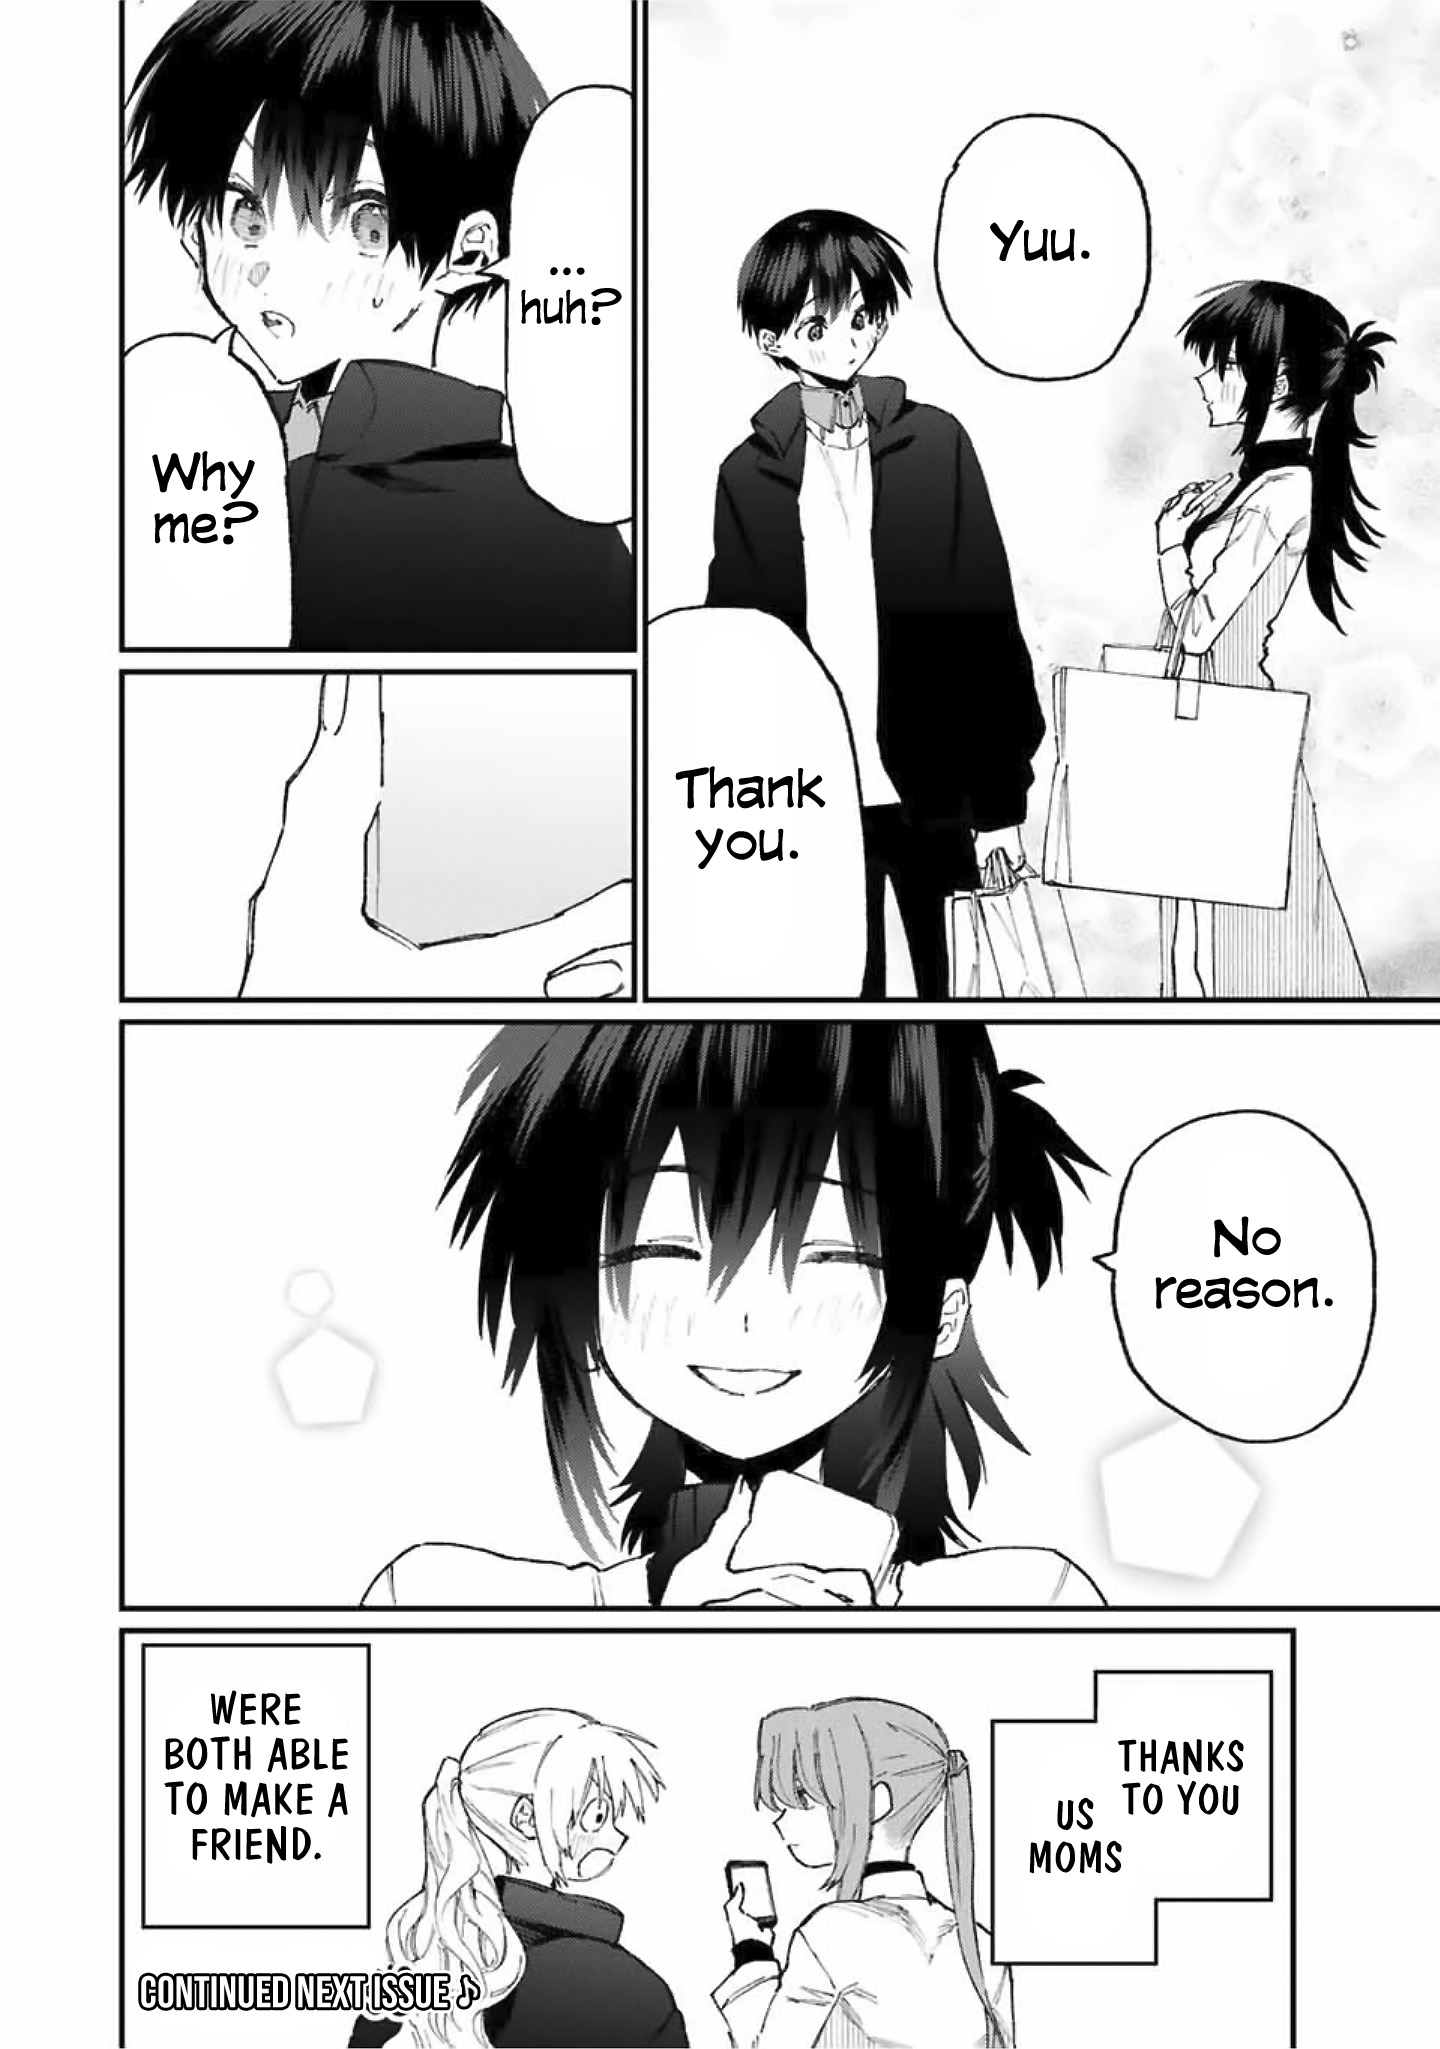 Yuu.
Thank
you.
...
huh?
Why
me?
No
reason.
THANKS
TO YOU
US
MOMS
WERE
BOTH ABLE
TO MAKE A
FRIEND.
CONTINUED NEXT ISSUE ♪